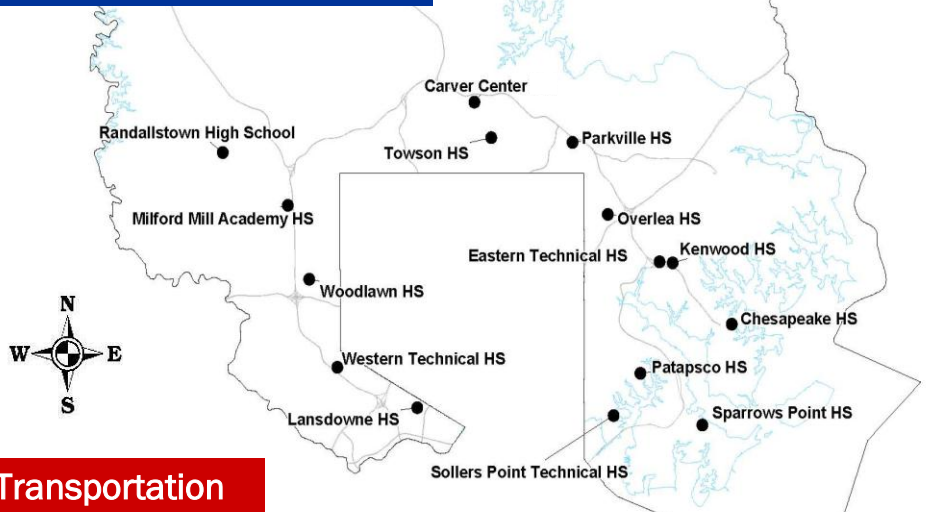 Carver Center
Randallstown High School
Parkville HS
Towson HS
Milford Mill Academy HS
Overlea HS
Kenwood HS
Eastern Technical HS
Woodlawn HS
N
W
E
S
Chesapeake HS
Western Technical HS
Patapsco HS
Lansdowne HS
Sparrows Point HS
Sollers Point Technical HS
Transportation